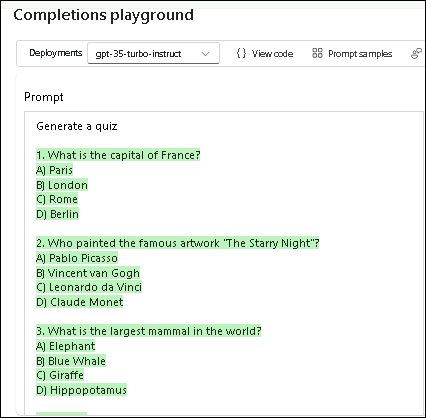 Completions playground
Deployments gpt-35-turbo-instruct {} View code Prompt samples
Prompt
Generate a quiz
1. What is the capital of France?
A) Paris
B) London
C) Rome
D) Berlin
2. Who painted the famous artwork "The Starry Night"?
A) Pablo Picasso
B) Vincent van Gogh
C) Leonardo da Vinci
D) Claude Monet
3. What is the largest mammal in the world?
A) Elephant
B) Blue Whale
C) Giraffe
D) Hippopotamus